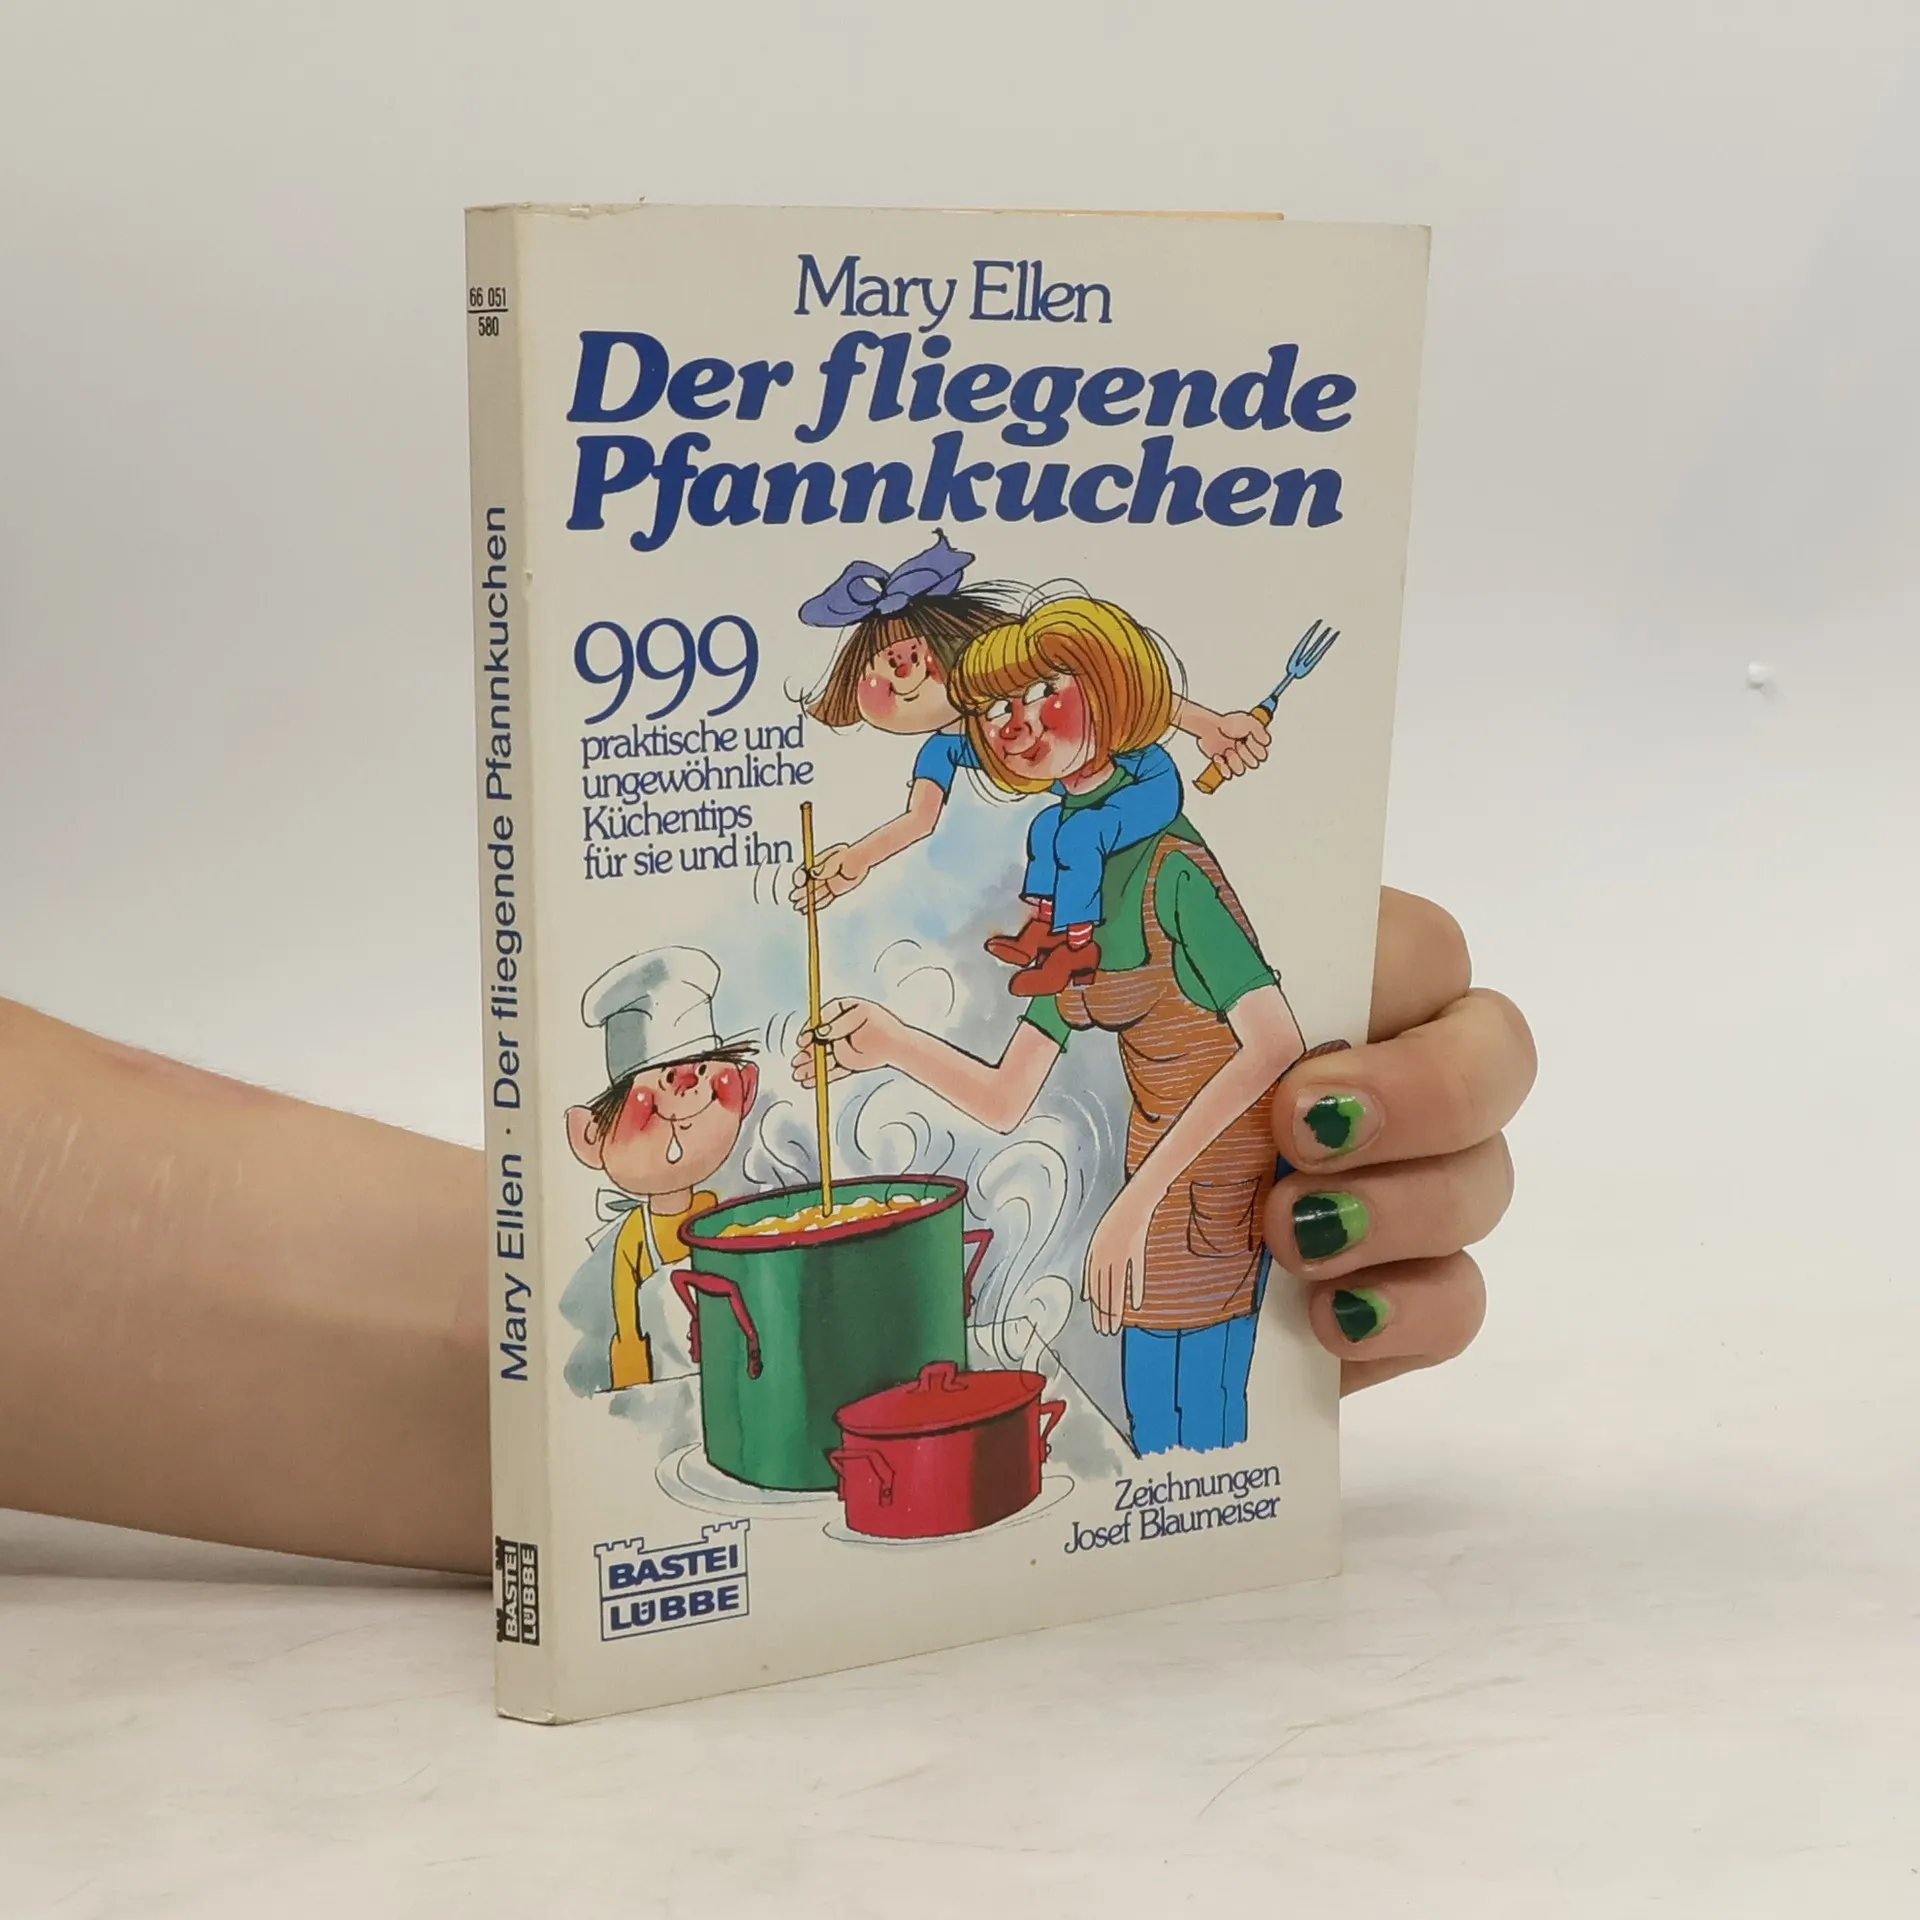 66 051
580
Mary Ellen · Der fliegende Pfannkuchen
BASTEI
LÜBBE
Mary Ellen
Der fliegende
Pfannkuchen
999
praktische und
ungewöhnliche
Küchentips
für sie und ihn
Zeichnungen
Josef Blaumeiser
BASTEI
LÜBBE